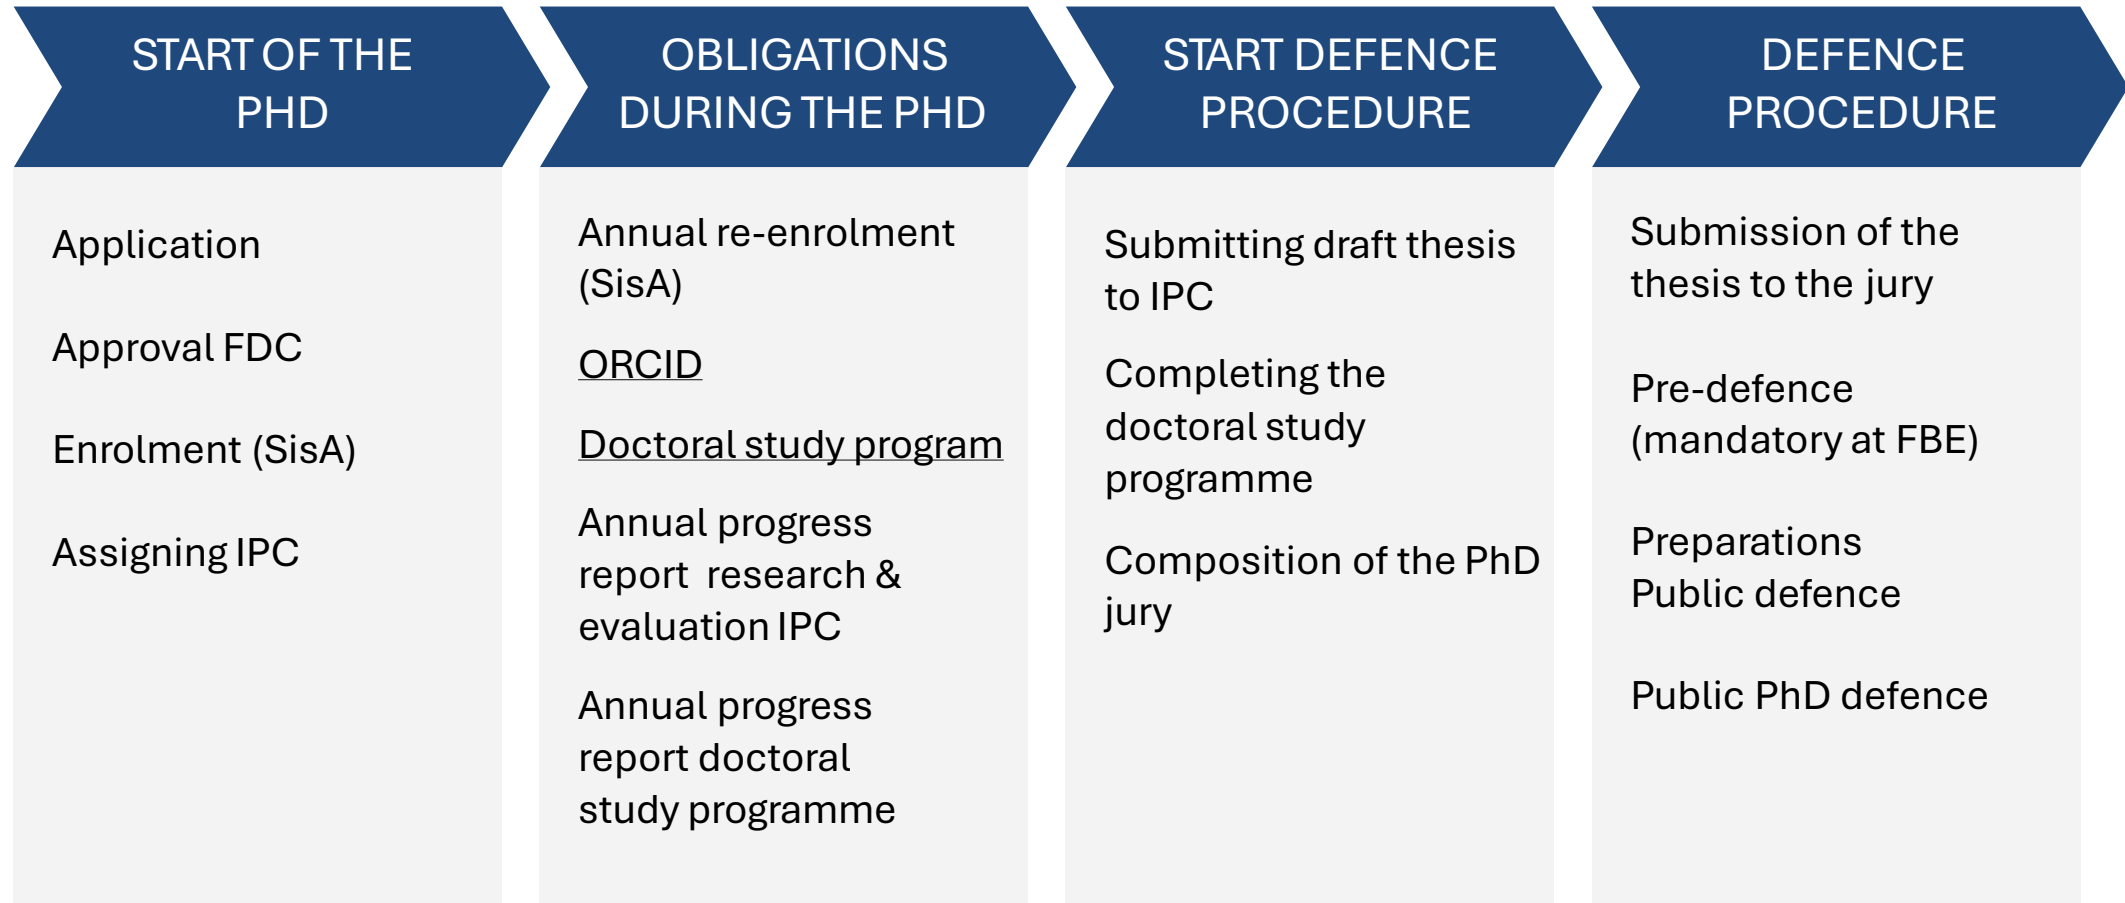 START OF THE
PHD
Application
Approval FDC
Enrolment (SisA)
Assigning IPC
OBLIGATIONS
DURING THE PHD
Annual re-enrolment
(SisA)
ORCID
Doctoral study program
Annual progress
report research &
evaluation IPC
Annual progress
report doctoral
study programme
START DEFENCE
PROCEDURE
Submitting draft thesis
to IPC
Completing the
doctoral study
programme
Composition of the PhD
jury
DEFENCE
PROCEDURE
Submission of the
thesis to the jury
Pre-defence
(mandatory at FBE)
Preparations
Public defence
Public PhD defence